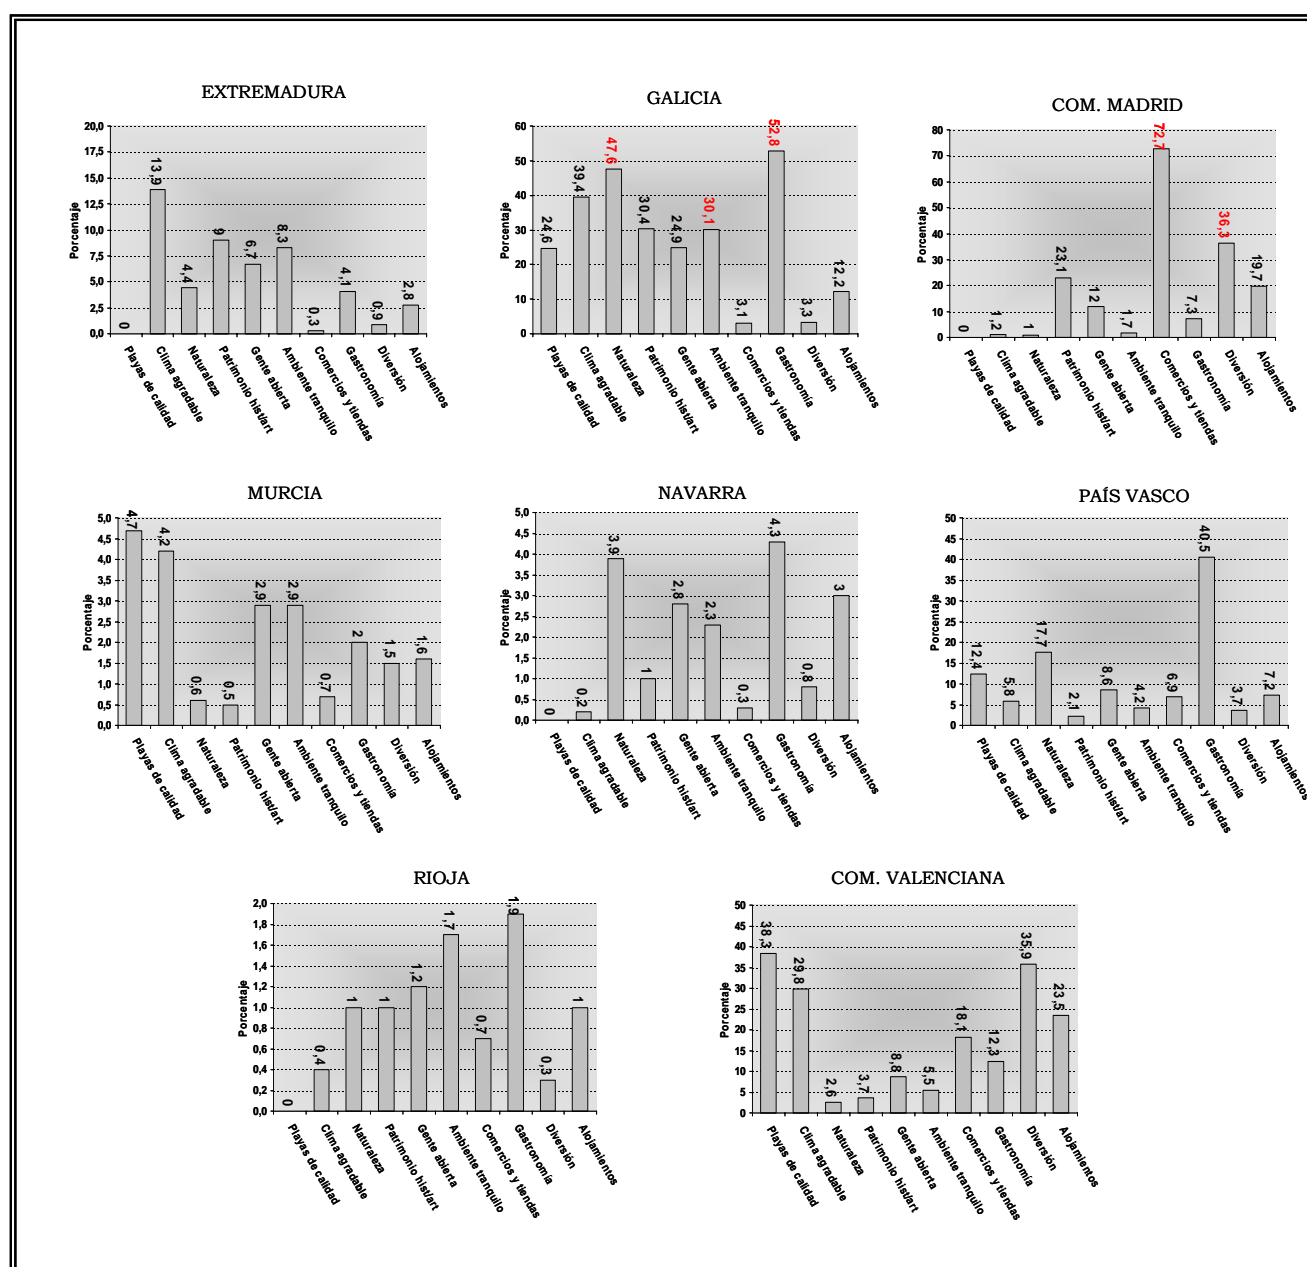 EXTREMADURA
Porcentaje
20,0
17,5
15,0
12,5
10,0
7,5
5,0
2,5
0,0
0
13,9
4,4
9
6,7
8,3
0,3
4,1
0,9
2,8
Playas de calidad
Clima agradable
Naturaleza
Patrimonio hist/art
Gente abierta
Ambiente tranquilo
Comercios y tiendas
Gastronomía
Diversión
Alojamientos
GALICIA
Porcentaje
60
50
40
30
20
10
0
24,6
39,4
47,6
30,4
24,9
30,1
3,1
52,8
3,3
12,2
Playas de calidad
Clima agradable
Naturaleza
Patrimonio hist/art
Gente abierta
Ambiente tranquilo
Comercios y tiendas
Gastronomía
Diversión
Alojamientos
COM. MADRID
Porcentaje
80
70
60
50
40
30
20
10
0
0
1,2
1
23,1
12
1,7
72,7
7,3
36,3
19,7
Playas de calidad
Clima agradable
Naturaleza
Patrimonio hist/art
Gente abierta
Ambiente tranquilo
Comercios y tiendas
Gastronomía
Diversión
Alojamientos
MURCIA
Porcentaje
5,0
4,5
4,0
3,5
3,0
2,5
2,0
1,5
1,0
0,5
0,0
4,7
4,2
0,6
0,5
2,9
2,9
0,7
2
1,5
1,6
Playas de calidad
Clima agradable
Naturaleza
Patrimonio hist/art
Gente abierta
Ambiente tranquilo
Comercios y tiendas
Gastronomía
Diversión
Alojamientos
NAVARRA
Porcentaje
5,0
4,5
4,0
3,5
3,0
2,5
2,0
1,5
1,0
0,5
0,0
0
0,2
3,9
1
2,8
2,3
0,3
4,3
0,8
3
Playas de calidad
Clima agradable
Naturaleza
Patrimonio hist/art
Gente abierta
Ambiente tranquilo
Comercios y tiendas
Gastronomía
Diversión
Alojamientos
PAÍS VASCO
Porcentaje
50
45
40
35
30
25
20
15
10
5
0
12,4
5,8
17,7
2,1
8,6
4,2
6,9
40,5
3,7
7,2
Playas de calidad
Clima agradable
Naturaleza
Patrimonio hist/art
Gente abierta
Ambiente tranquilo
Comercios y tiendas
Gastronomía
Diversión
Alojamientos
RIOJA
Porcentaje
2,0
1,8
1,6
1,4
1,2
1,0
0,8
0,6
0,4
0,2
0,0
0
0,4
1
1
1,2
1,7
0,7
1,9
0,3
1
Playas de calidad
Clima agradable
Naturaleza
Patrimonio hist/art
Gente abierta
Ambiente tranquilo
Comercios y tiendas
Gastronomía
Diversión
Alojamientos
COM. VALENCIANA
Porcentaje
50
45
40
35
30
25
20
15
10
5
0
38,3
29,8
2,6
3,7
8,8
5,5
18,1
12,3
35,9
23,5
Playas de calidad
Clima agradable
Naturaleza
Patrimonio hist/art
Gente abierta
Ambiente tranquilo
Comercios y tiendas
Gastronomía
Diversión
Alojamientos